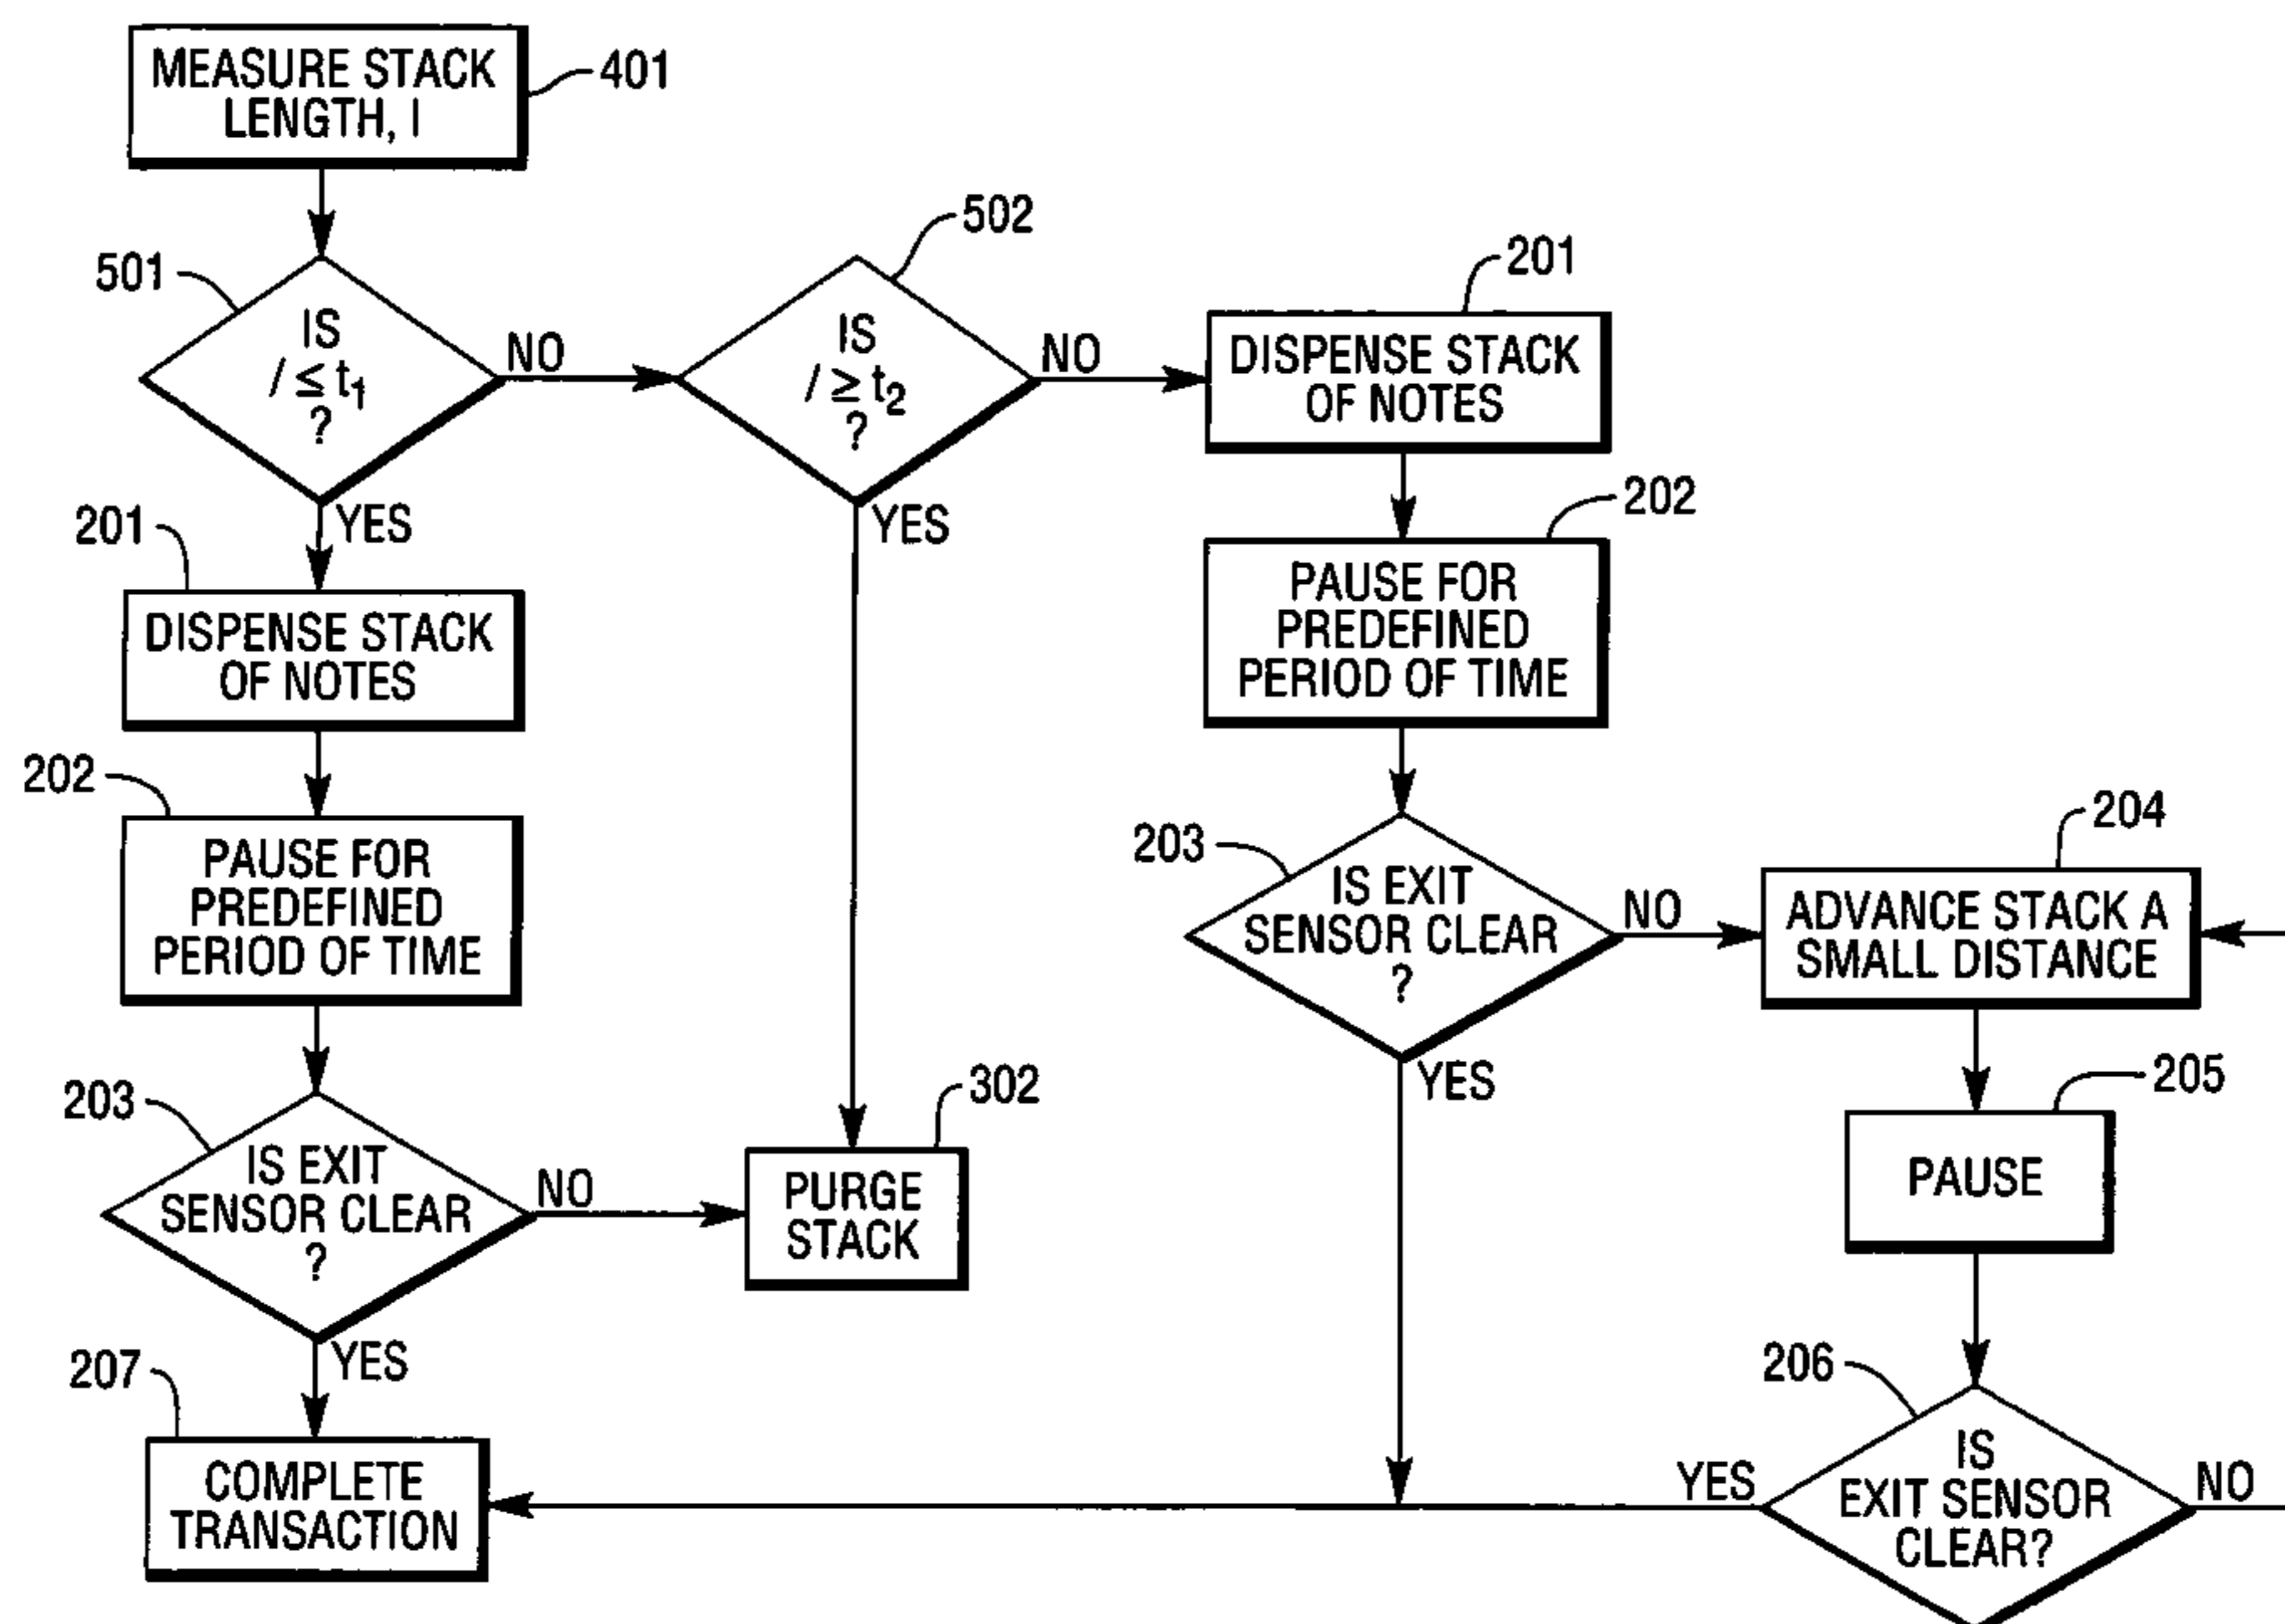 MEASURE STACK
LENGTH, l
401
501
IS
l ≤ t1
?
NO
YES
502
IS
l ≥ t2
?
NO
YES
201
DISPENSE STACK
OF NOTES
202
PAUSE FOR
PREDEFINED
PERIOD OF TIME
203
IS EXIT
SENSOR CLEAR
?
NO
YES
207
COMPLETE
TRANSACTION
302
PURGE
STACK
201
DISPENSE STACK
OF NOTES
202
PAUSE FOR
PREDEFINED
PERIOD OF TIME
203
IS EXIT
SENSOR CLEAR
?
NO
YES
204
ADVANCE STACK A
SMALL DISTANCE
205
PAUSE
206
IS
EXIT SENSOR
CLEAR?
YES
NO